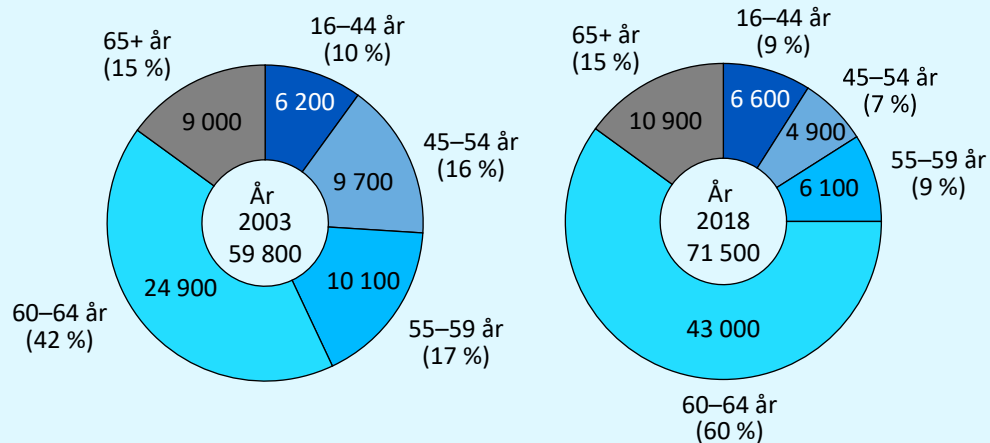 16–44 år
(10 %)
65+ år
(15 %)
6 200
9 000
45–54 år
(16 %)
9 700
År
2003
59 800
24 900
10 100
60–64 år
(42 %)
55–59 år
(17 %)
16–44 år
(9 %)
65+ år
(15 %)
45–54 år
(7 %)
6 600
10 900
4 900
55–59 år
(9 %)
6 100
År
2018
71 500
43 000
60–64 år
(60 %)